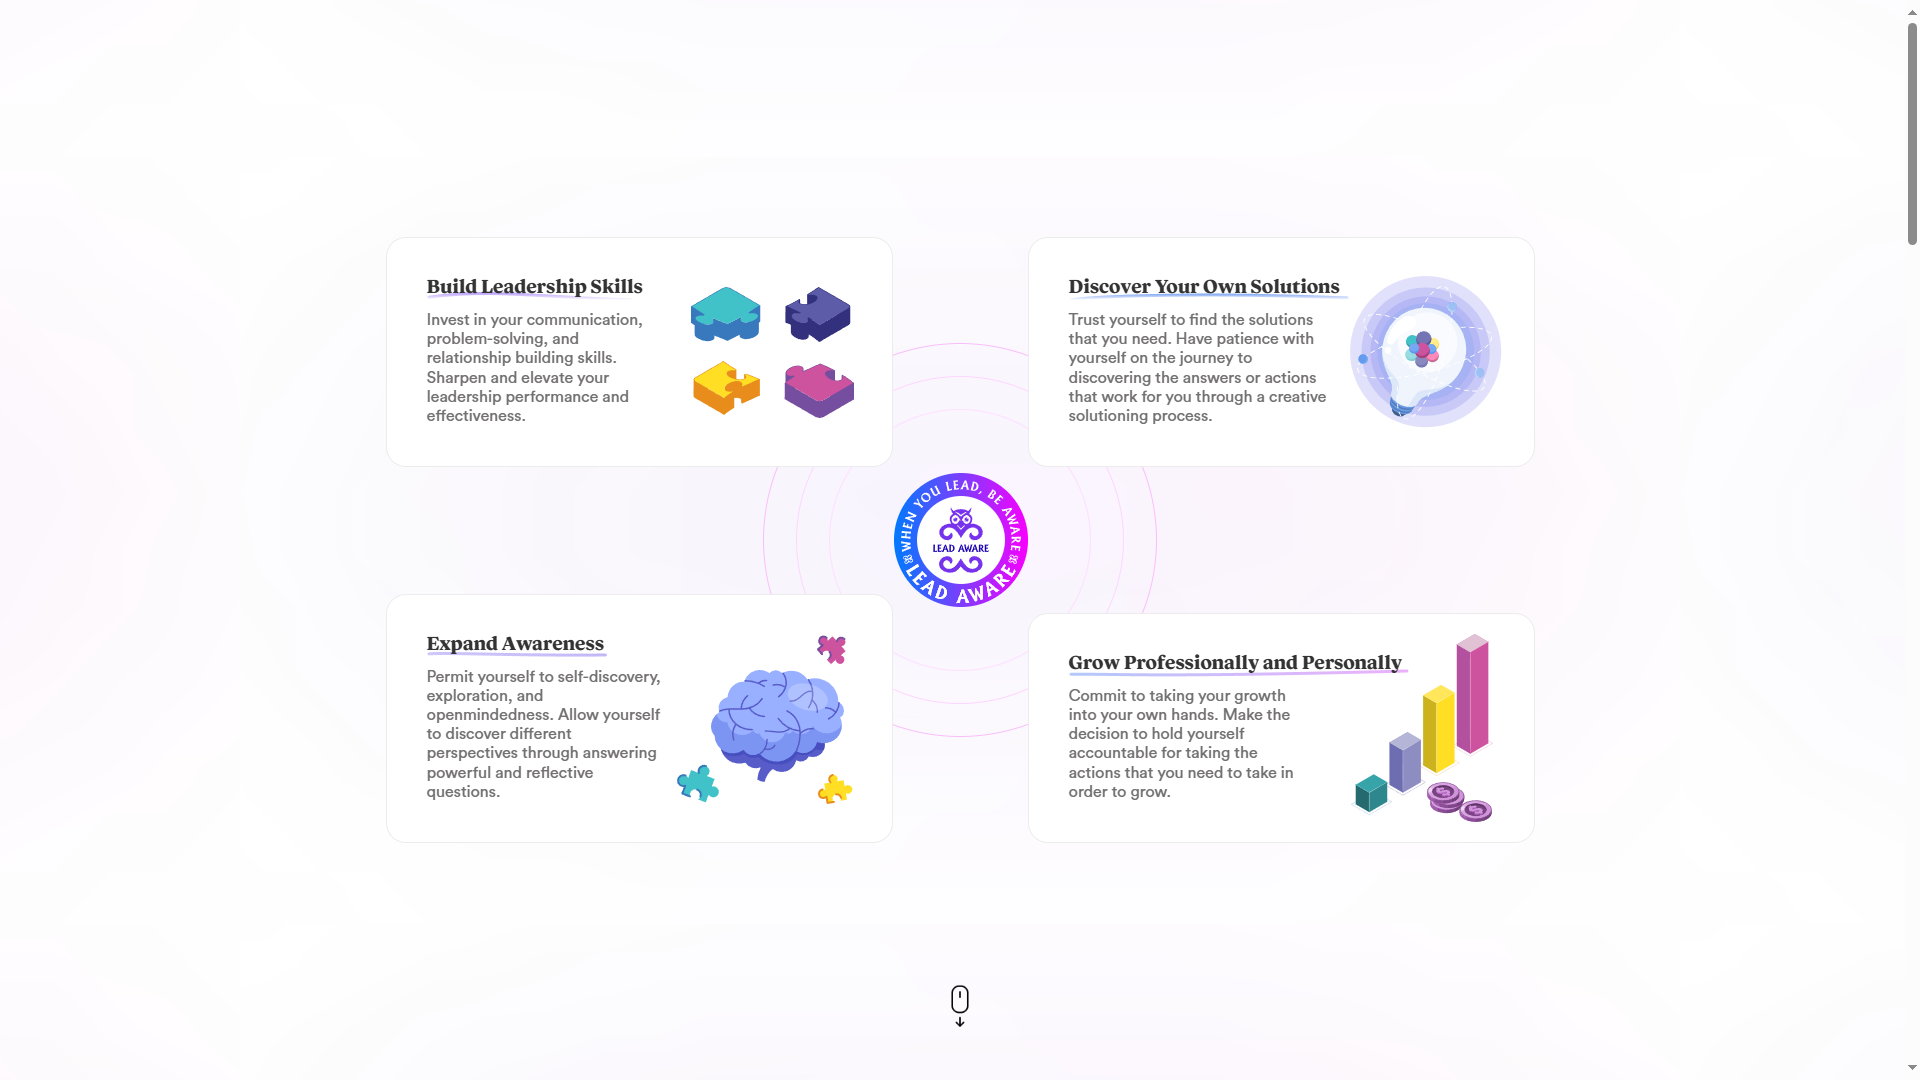 Build Leadership Skills
Invest in your communication,
problem-solving, and
relationship building skills.
Sharpen and elevate your
leadership performance and
effectiveness.
Discover Your Own Solutions
Trust yourself to find the solutions
that you need. Have patience with
yourself on the journey to
discovering the answers or actions
that work for you through a creative
solutioning process.
WHEN YOU LEAD, BE AWARE
LEAD AWARE
LEAD AWARE
Expand Awareness
Permit yourself to self-discovery,
exploration, and
openmindedness. Allow yourself
to discover different
perspectives through answering
powerful and reflective
questions.
Grow Professionally and Personally
Commit to taking your growth
into your own hands. Make the
decision to hold yourself
accountable for taking the
actions that you need to take in
order to grow.